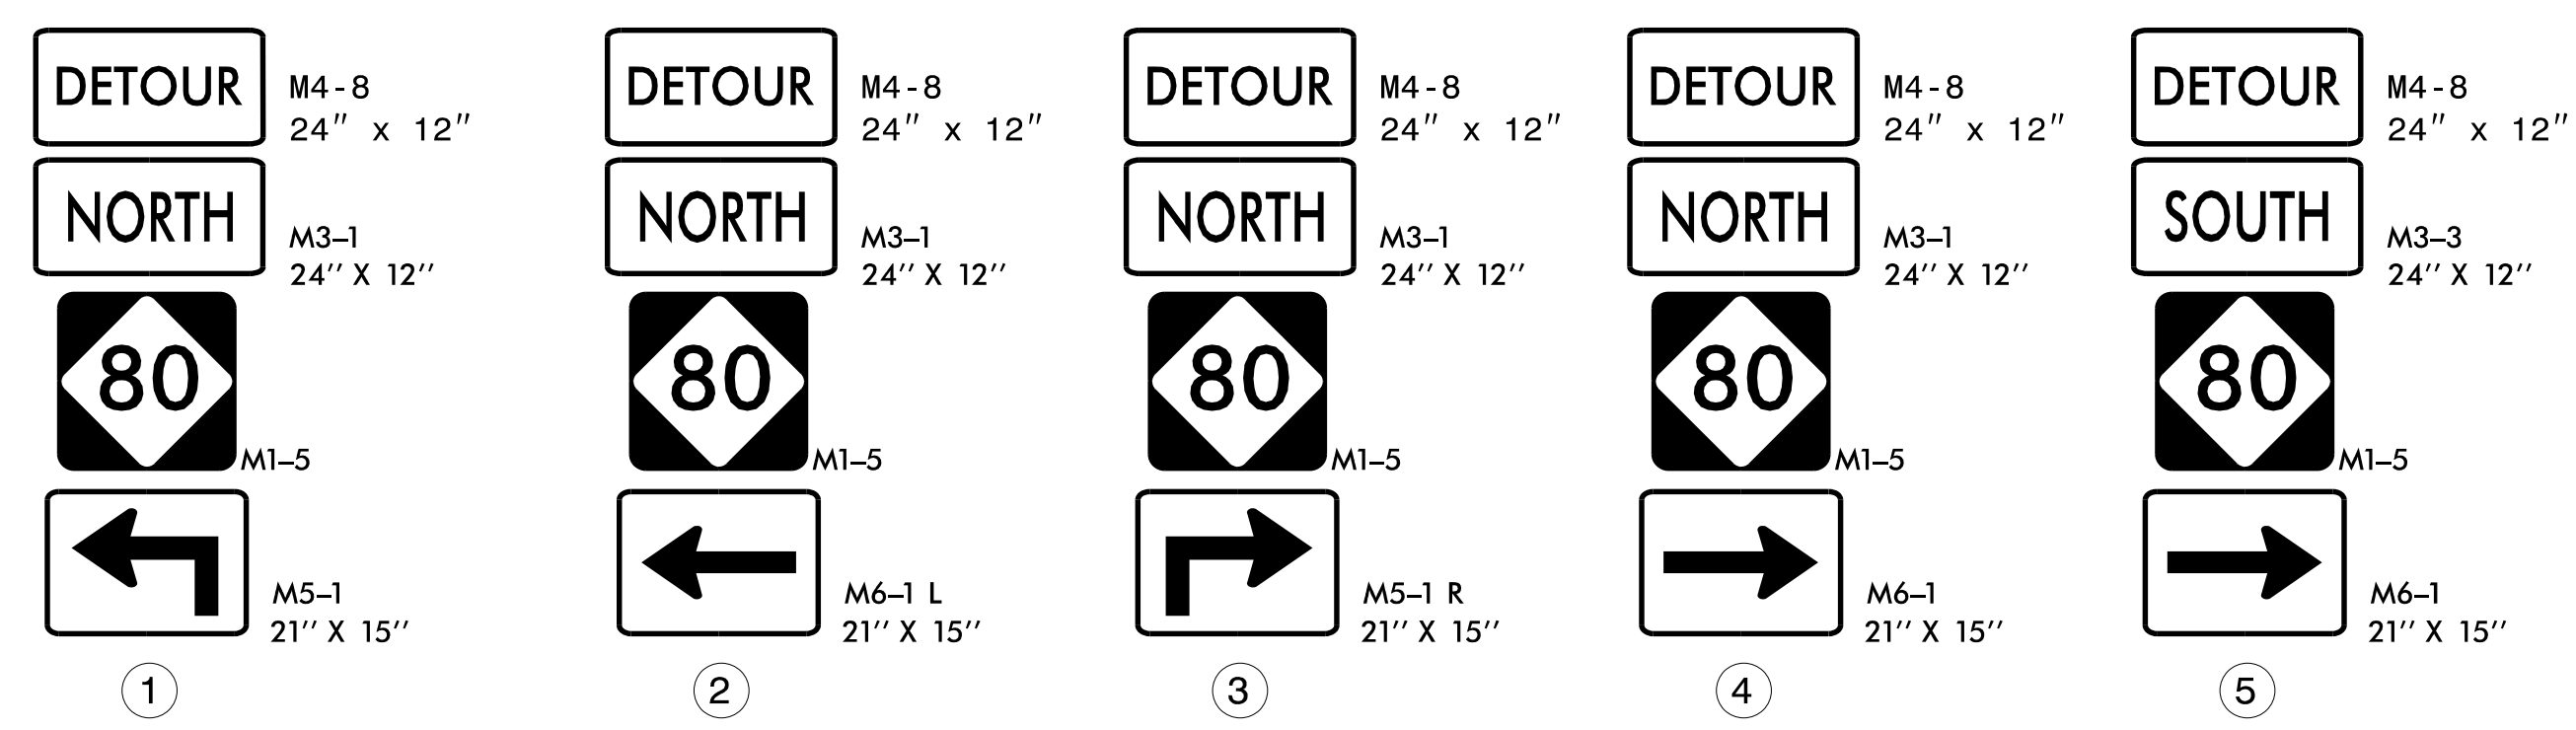 DETOUR
M4-8
24" x 12"
NORTH
M3-1
24'' X 12''
80
M1-5
M5-1
21'' X 15''
1
DETOUR
M4-8
24" x 12"
NORTH
M3-1
24'' X 12''
80
M1-5
M6-1 L
21'' X 15''
2
DETOUR
M4-8
24" x 12"
NORTH
M3-1
24'' X 12''
80
M1-5
M5-1 R
21'' X 15''
3
DETOUR
M4-8
24" x 12"
NORTH
M3-1
24'' X 12''
80
M1-5
M6-1
21'' X 15''
4
DETOUR
M4-8
24" x 12"
SOUTH
M3-3
24'' X 12''
80
M1-5
M6-1
21'' X 15''
5